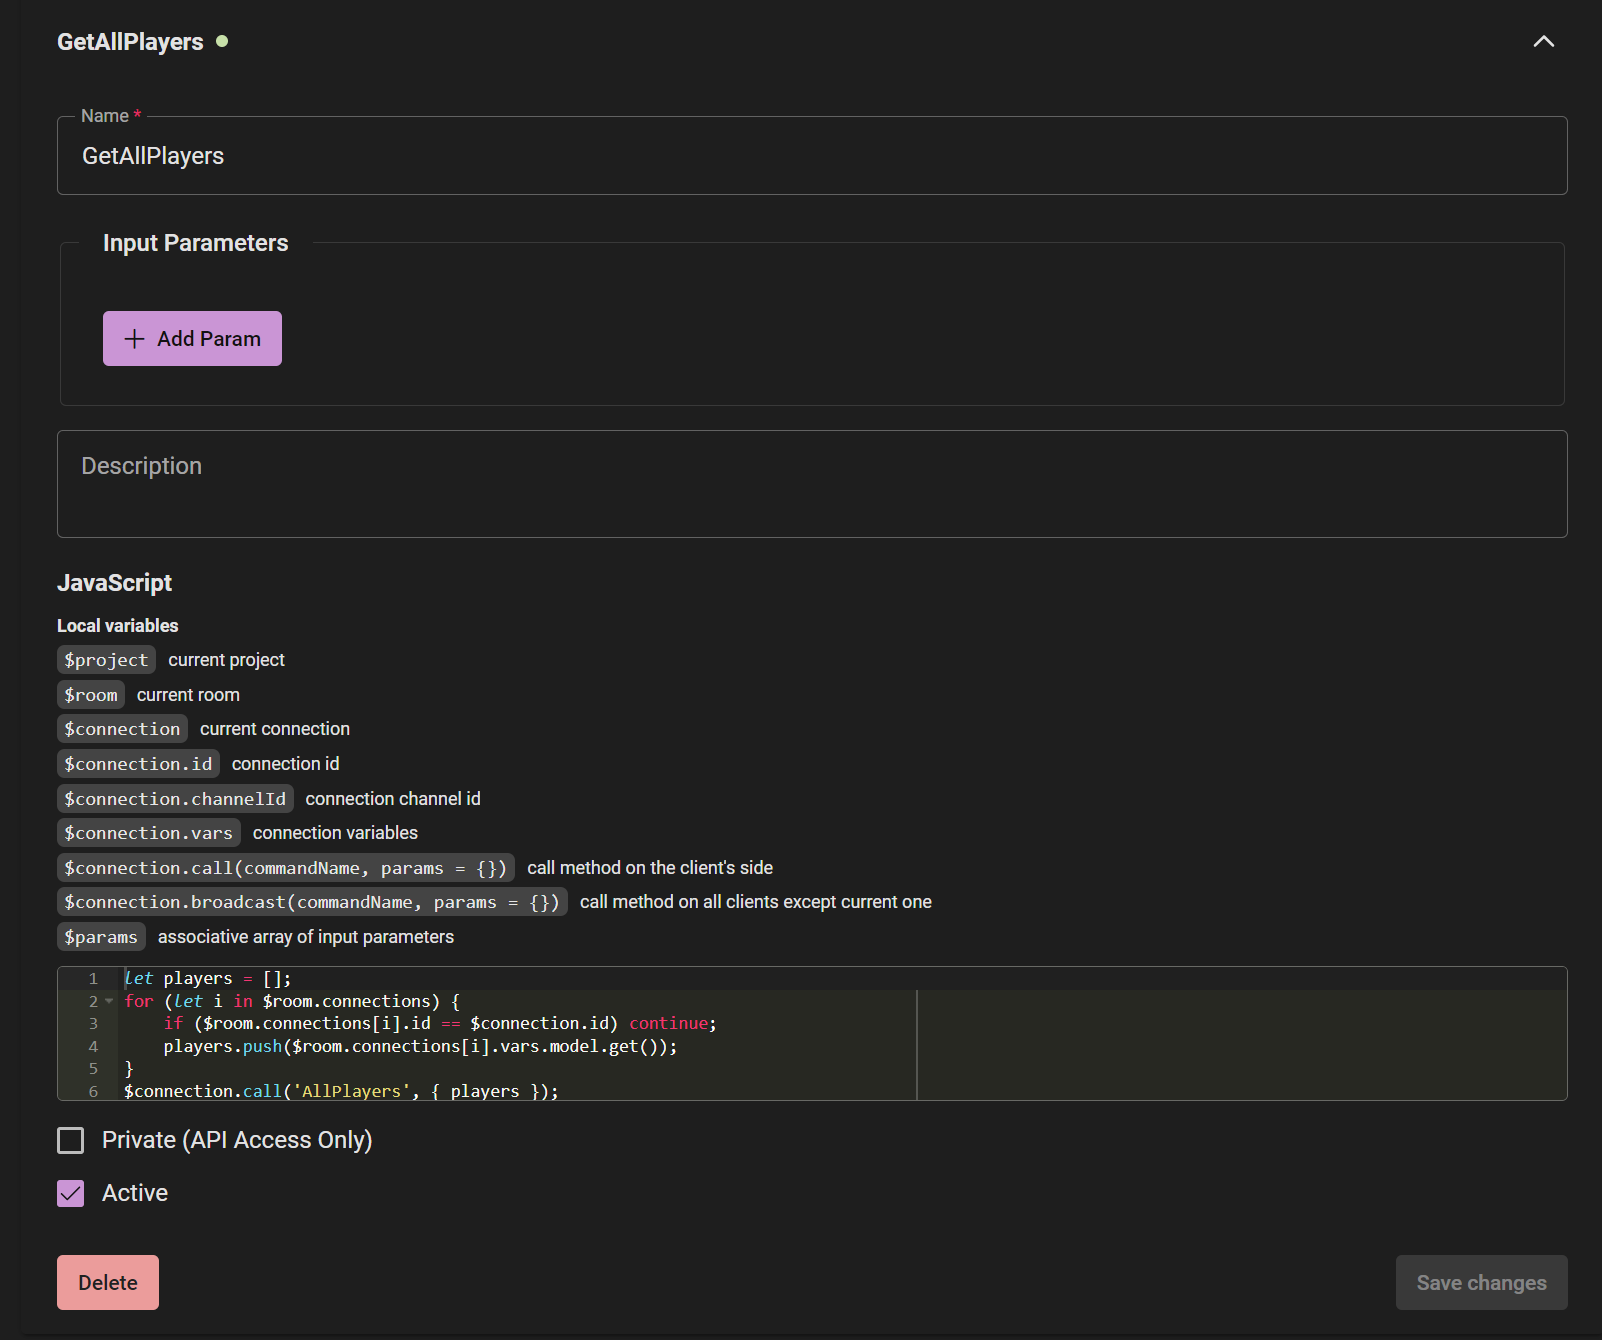 GetAllPlayers
Name *
GetAllPlayers
Input Parameters
Add Param
Description
JavaScript
Local variables
$project current project
$room current room
$connection current connection
$connection.id connection id
$connection.channelId connection channel id
$connection.vars connection variables
$connection.call(commandName, params = {}) call method on the client's side
$connection.broadcast(commandName, params = {}) call method on all clients except current one
$params associative array of input parameters
1 let players = [];
2 for (let i in $room.connections) {
3 if ($room.connections[i].id == $connection.id) continue;
4 players.push($room.connections[i].vars.model.get());
5 }
6 $connection.call('AllPlayers', { players });
Private (API Access Only)
Active
Delete
Save changes